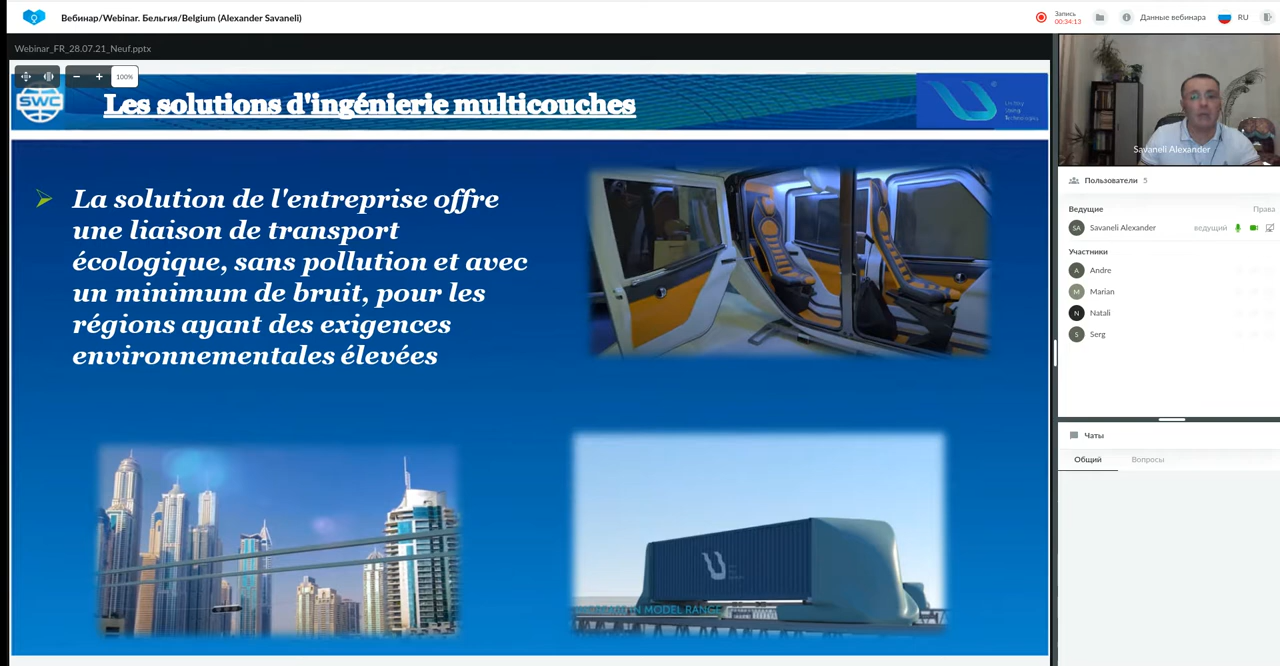 Вебинар/Webinar. Бельгия/Belgium (Alexander Savaneli)
Запись
00:34:13
Данные вебинара
RU
Webinar_FR_28.07.21_Neuf.pptx
100%
SWC
Les solutions d'ingénierie multicouches
La solution de l'entreprise offre
une liaison de transport
écologique, sans pollution et avec
un minimum de bruit, pour les
régions ayant des exigences
environnementales élevées
IN MODEL RANGE
Savaneli Alexander
Пользователи 5
Ведущие
Права
SA Savaneli Alexander ведущий
Участники
A Andre
M Marian
N Natali
S Serg
Чаты
Общий
Вопросы